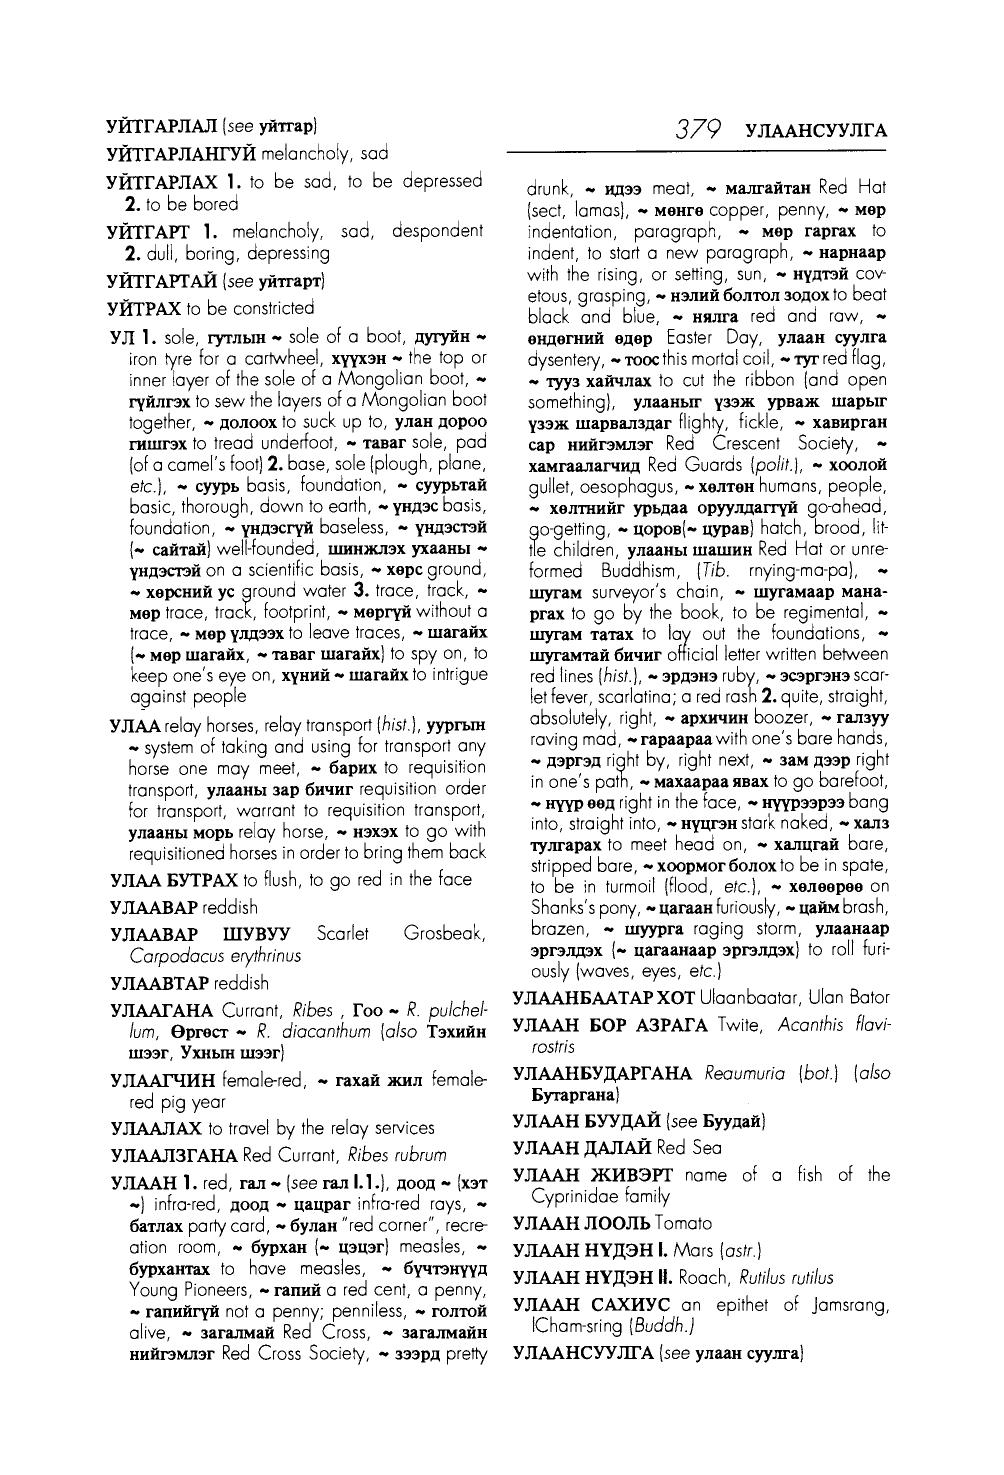 УЙТГАРЛАЛ (see уйтгар)
УЙТГАРЛАНГУЙ melancholy, sad
УЙТГАРЛАХ 1. to be sad, to be depressed
2. to be bored
УЙТГАРТ 1. melancholy, sad, despondent
2. dull, boring, depressing
УЙТГАРТАЙ (see уйтгарт)
УЙТРАХ to be constricted
УЛ 1. sole, гутлын ~ sole of a boot, дугуйн ~
iron tyre for a cartwheel, хүүхэн ~ the top or
inner layer of the sole of a Mongolian boot, ~
гүйлгэх to sew the layers of a Mongolian boot
together, ~ долоох to suck up to, улан дороо
гишгэх to tread underfoot, ~ таваг sole, pad
(of a camel's foot) 2. base, sole (plough, plane,
etc.), ~ суурь basis, foundation, ~ суурьтай
basic, thorough, down to earth, ~ үндэс basis,
foundation, ~ үндэсгүй baseless, ~ үндэстэй
(~ сайтай) well-founded, шинжлэх ухааны ~
үндэстэй on a scientific basis, ~ хөрс ground,
~ хөрсний ус ground water 3. trace, track, ~
мөр trace, track, footprint, ~ мөргүй without a
trace, ~ мөр үлдээх to leave traces, ~ шагайх
(~ мөр шагайх, ~ таваг шагайх) to spy on, to
keep one's eye on, хүний ~ шагайх to intrigue
against people
УЛАА relay horses, relay transport (hist.), уургын
~ system of taking and using for transport any
horse one may meet, ~ барих to requisition
transport, улааны зар бичиг requisition order
for transport, warrant to requisition transport,
улааны морь relay horse, ~ нэхэх to go with
requisitioned horses in order to bring them back
УЛАА БУТРАХ to flush, to go red in the face
УЛААВАР reddish
УЛААВАР ШУВУУ Scarlet Grosbeak,
Carpodacus erythrinus
УЛААВТАР reddish
УЛААГАНА Currant, Ribes , Гоо ~ R. pulchel-
lum, Өргөст ~ R. diacanthum (also Тэхийн
шээг, Ухнын шээг)
УЛААГЧИН female-red, ~ гахай жил female-
red pig year
УЛААЛАХ to travel by the relay services
УЛААЛЗГАНА Red Currant, Ribes rubrum
УЛААН 1. red, гал ~ (see гал I.1.), доод ~ (хэт
~) infra-red, доод ~ цацраг infra-red rays, ~
батлах party card, ~ булан "red corner", recre-
ation room, ~ бурхан (~ цэцэг) measles, ~
бурхантах to have measles, ~ бүчтэнүүд
Young Pioneers, ~ гапий a red cent, a penny,
~ гапийгүй not a penny; penniless, ~ голтой
alive, ~ загалмай Red Cross, ~ загалмайн
нийгэмлэг Red Cross Society, ~ зээрд pretty
379 УЛААНСУУЛГА
drunk, ~ идээ meat, ~ малгайтан Red Hat
(sect, lamas), ~ мөнгө copper, penny, ~ мөр
indentation, paragraph, ~ мөр гаргах to
indent, to start a new paragraph, ~ нарнаар
with the rising, or setting, sun, ~ нүдтэй cov-
etous, grasping, ~ нэлий болтол зодох to beat
black and blue, ~ нялга red and raw, ~
өндөгний өдөр Easter Day, улаан суулга
dysentery, ~ тоос this mortal coil, ~ туг red flag,
~ тууз хайчлах to cut the ribbon (and open
something), улааныг үзэж урваж шарыг
үзэж шарвалздаг flighty, fickle, ~ хавирган
сар нийгэмлэг Red Crescent Society, ~
хамгаалагчид Red Guards (polit.), ~ хоолой
gullet, oesophagus, ~ хөлтөн humans, people,
~ хөлтнийг урьдаа оруулдаггүй go-ahead,
go-getting, ~ цоров(~ цурав) hatch, brood, lit-
tle children, улааны шашин Red Hat or unre-
formed Buddhism, (Tib. rnying-ma-pa), ~
шугам surveyor's chain, ~ шугамаар мана-
ргах to go by the book, to be regimental, ~
шугам татах to lay out the foundations, ~
шугамтай бичиг official letter written between
red lines (hist.), ~ эрдэнэ ruby, ~ эсэргэнэ scar-
let fever, scarlatina; a red rash 2. quite, straight,
absolutely, right, ~ архичин boozer, ~ галзуу
raving mad, ~ гараараа with one's bare hands,
~ дэргэд right by, right next, ~ зам дээр right
in one's path, ~ махаараа явах to go barefoot,
~ нүүр өөд right in the face, ~ нүүрээрээ bang
into, straight into, ~ нүцгэн stark naked, ~ халз
тулгарах to meet head on, ~ халцгай bare,
stripped bare, ~ хоормог болох to be in spate,
to be in turmoil (flood, etc.), ~ хөлөөрөө on
Shanks's pony, ~ цагаан furiously, ~ цайм brash,
brazen, ~ шуурга raging storm, улаанаар
эргэлдэх (~ цагаанаар эргэлдэх) to roll furi-
ously (waves, eyes, etc.)
УЛААНБААТАР ХОТ Ulaanbaatar, Ulan Bator
УЛААН БОР АЗРАГА Twite, Acanthis flavi-
rostris
УЛААНБУДАРГАНА Reaumuria (bot.) (also
Бутаргана)
УЛААН БУУДАЙ (see Буудай)
УЛААН ДАЛАЙ Red Sea
УЛААН ЖИВЭРТ name of a fish of the
Cyprinidae family
УЛААН ЛООЛЬ Tomato
УЛААН НҮДЭН I. Mars (astr.)
УЛААН НҮДЭН II. Roach, Rutilus rutilus
УЛААН САХИУС an epithet of Jamsrang,
lCham-sring (Buddh.)
УЛААНСУУЛГА (see улаан суулга)